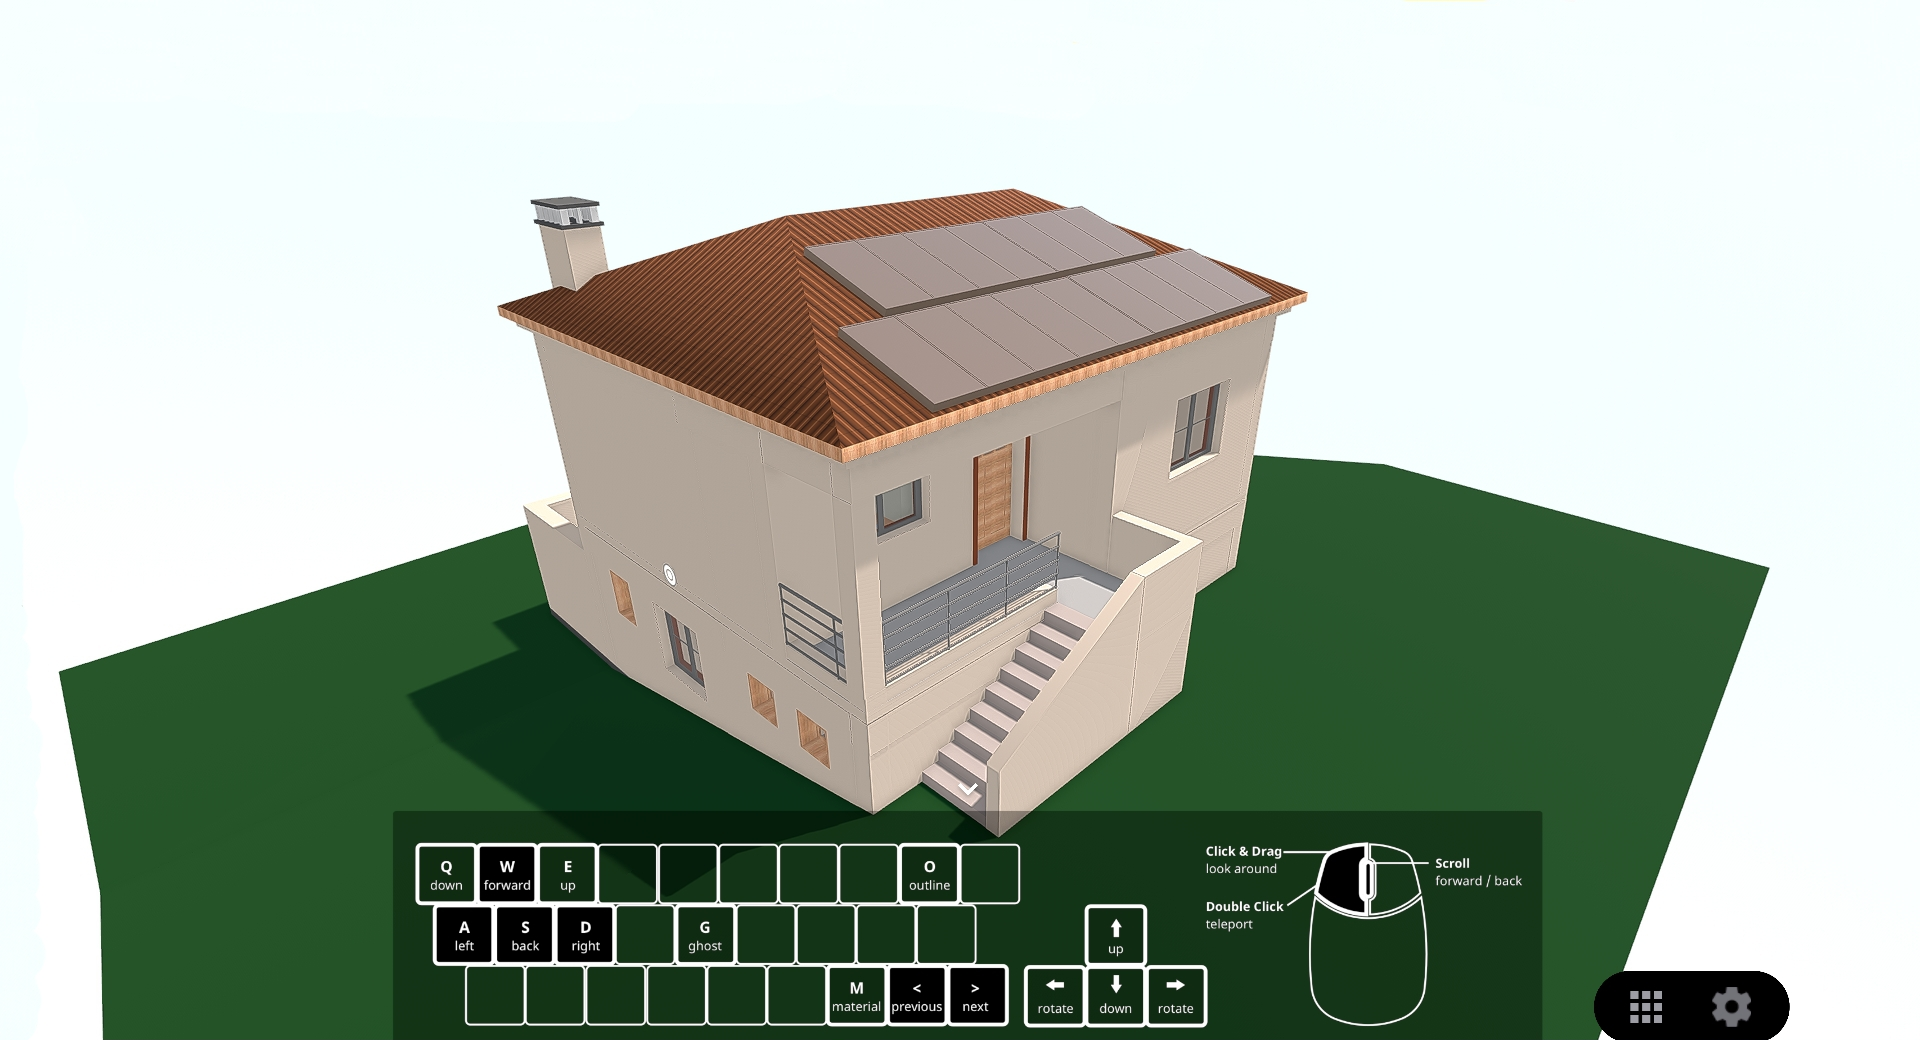 Q
down
W
forward
E
up
O
outline
A
left
S
back
D
right
G
ghost
M
material
<
previous
>
next
up
rotate
down
rotate
Click & Drag
look around
Double Click
teleport
Scroll
forward / back